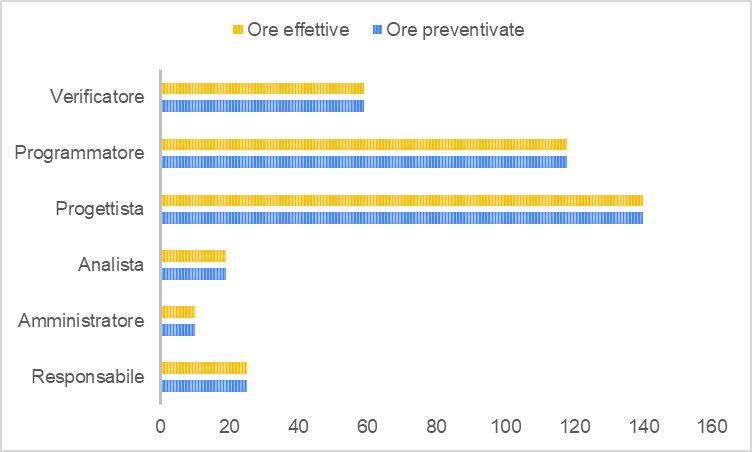 Ore effettive Ore preventivate
Verificatore
Programmatore
Progettista
Analista
Amministratore
Responsabile
0 20 40 60 80 100 120 140 160